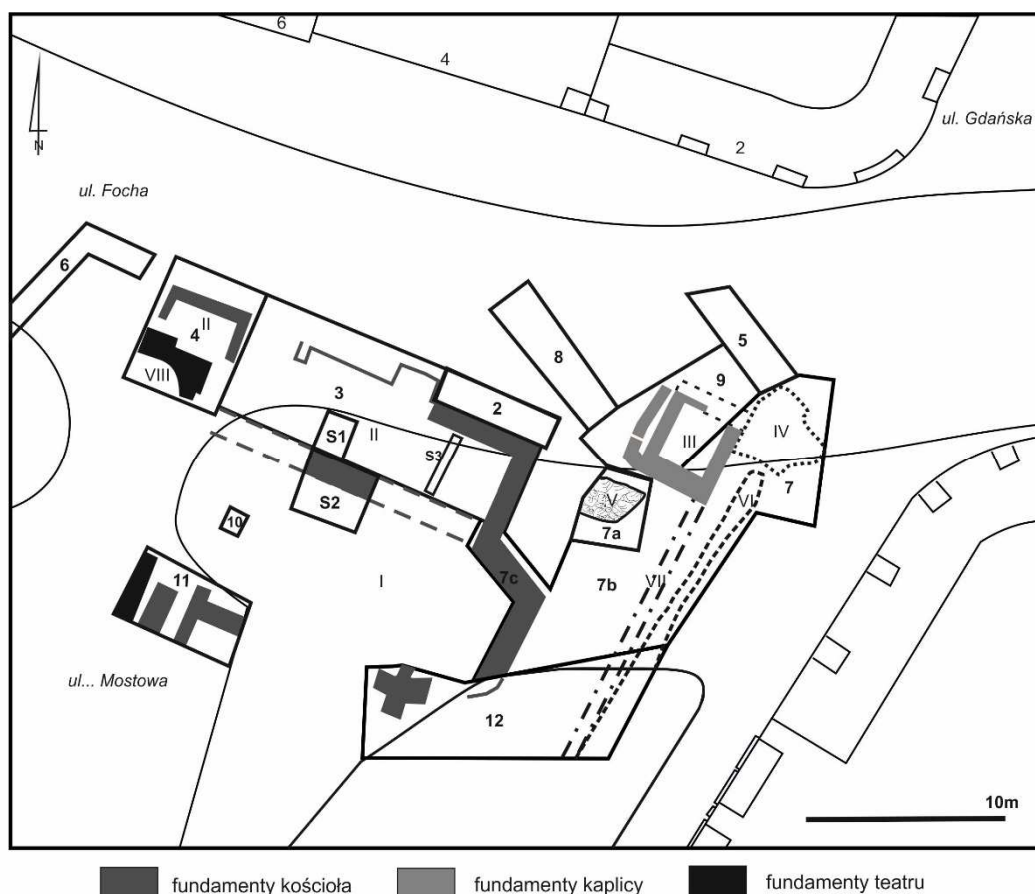 6
4
ul. Gdańska
2
N
ul. Focha
6
5
II
4
8
9
VIII
3
2
S1
II
III
IV
S3
S2
V
VI
7
10
7a
11
7c
7b
VII
I
ul... Mostowa
12
10m
fundamenty kościoła
fundamenty kaplicy
fundamenty teatru